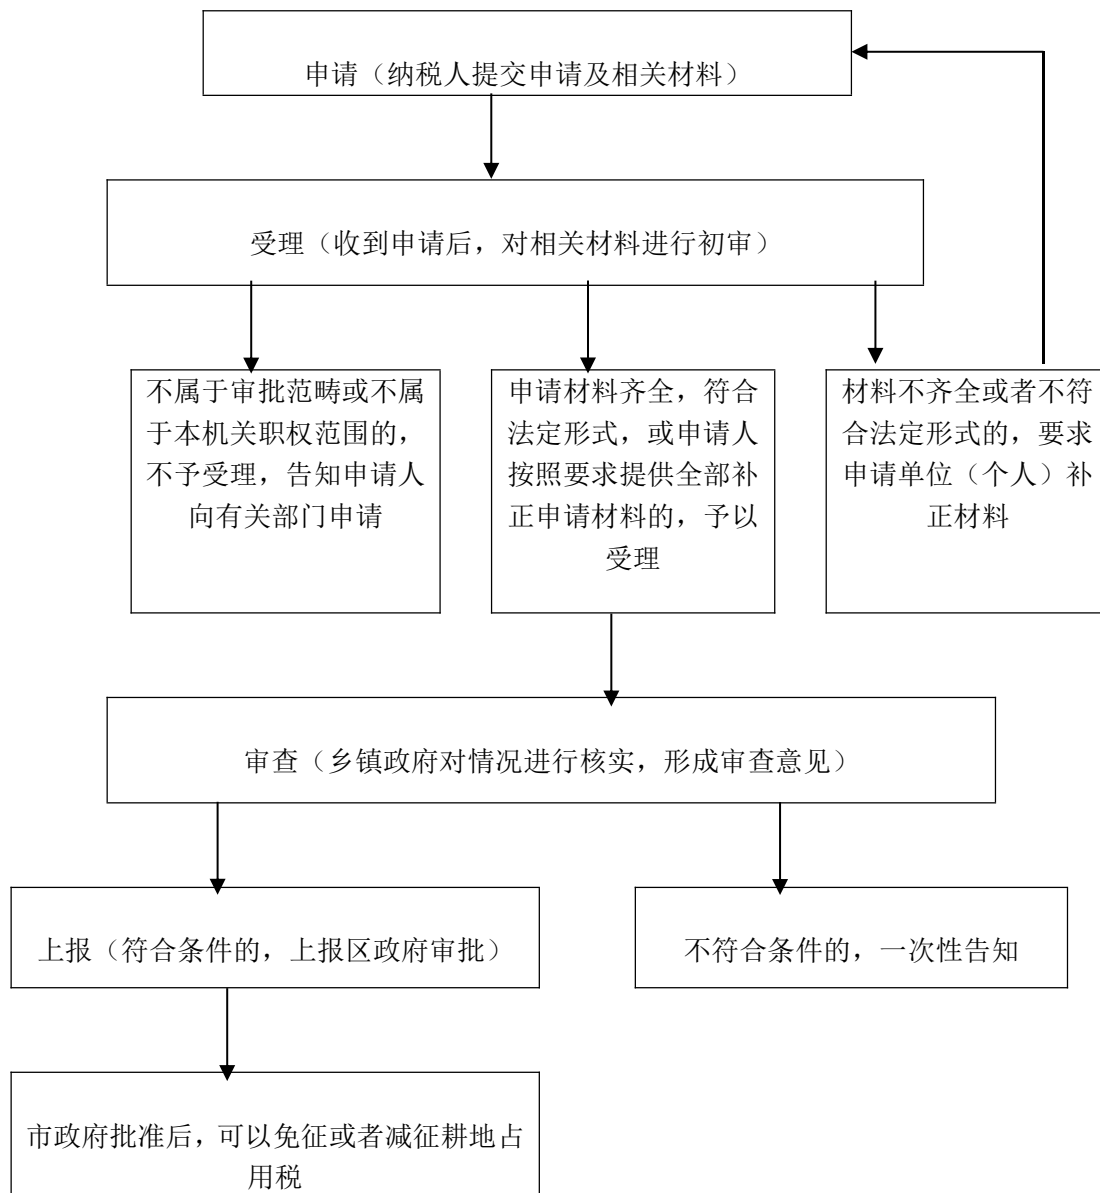 申请（纳税人提交申请及相关材料）
受理（收到申请后，对相关材料进行初审）
不属于审批范畴或不属
于本机关职权范围的，
不予受理，告知申请人
向有关部门申请
申请材料齐全，符合
法定形式，或申请人
按照要求提供全部补
正申请材料的，予以
受理
材料不齐全或者不符
合法定形式的，要求
申请单位（个人）补
正材料
审查（乡镇政府对情况进行核实，形成审查意见）
上报（符合条件的，上报区政府审批）
不符合条件的，一次性告知
市政府批准后，可以免征或者减征耕地占
用税